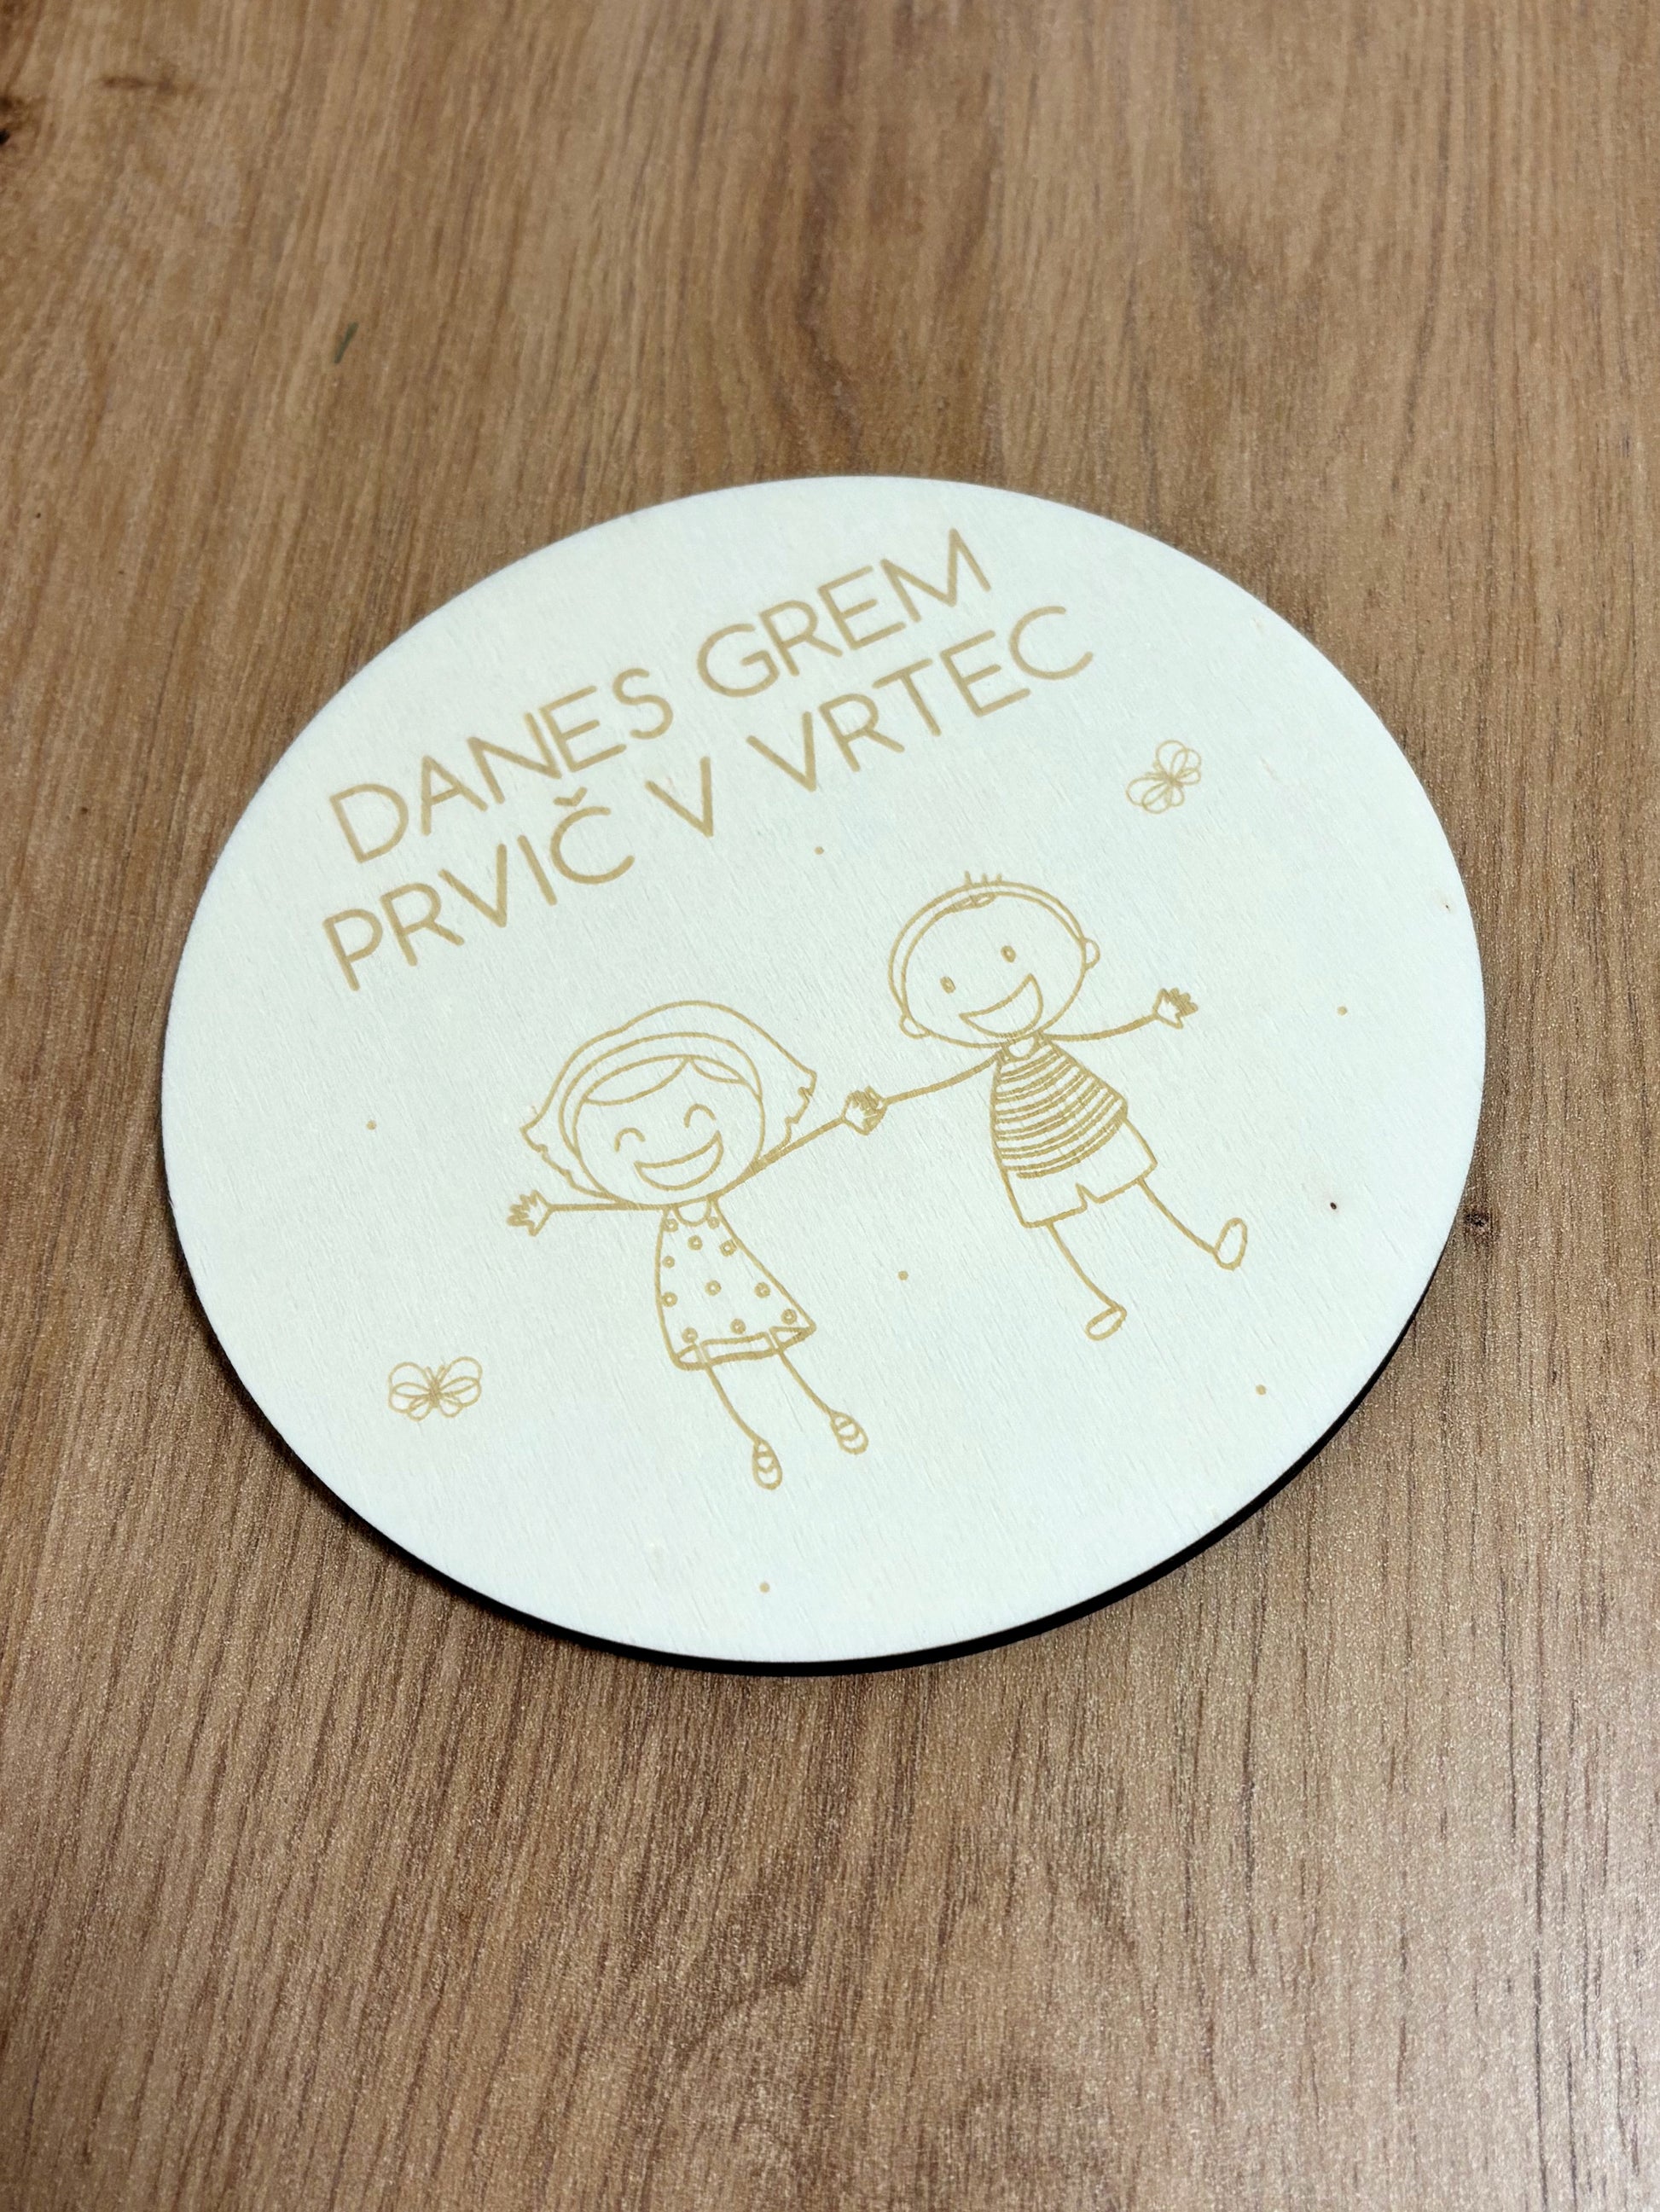 DANES GREM
PRVIČ V VRTEC